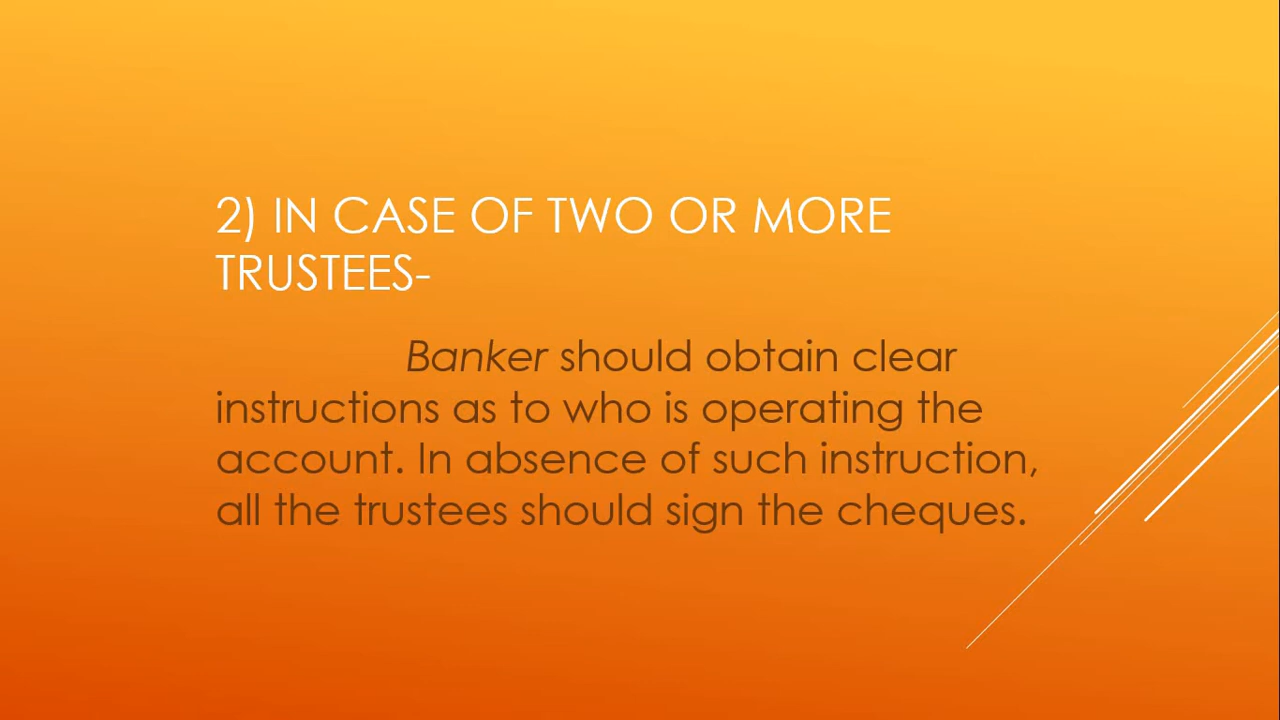 2) IN CASE OF TWO OR MORE
TRUSTEES-
Banker should obtain clear
instructions as to who is operating the
account. In absence of such instruction,
all the trustees should sign the cheques.